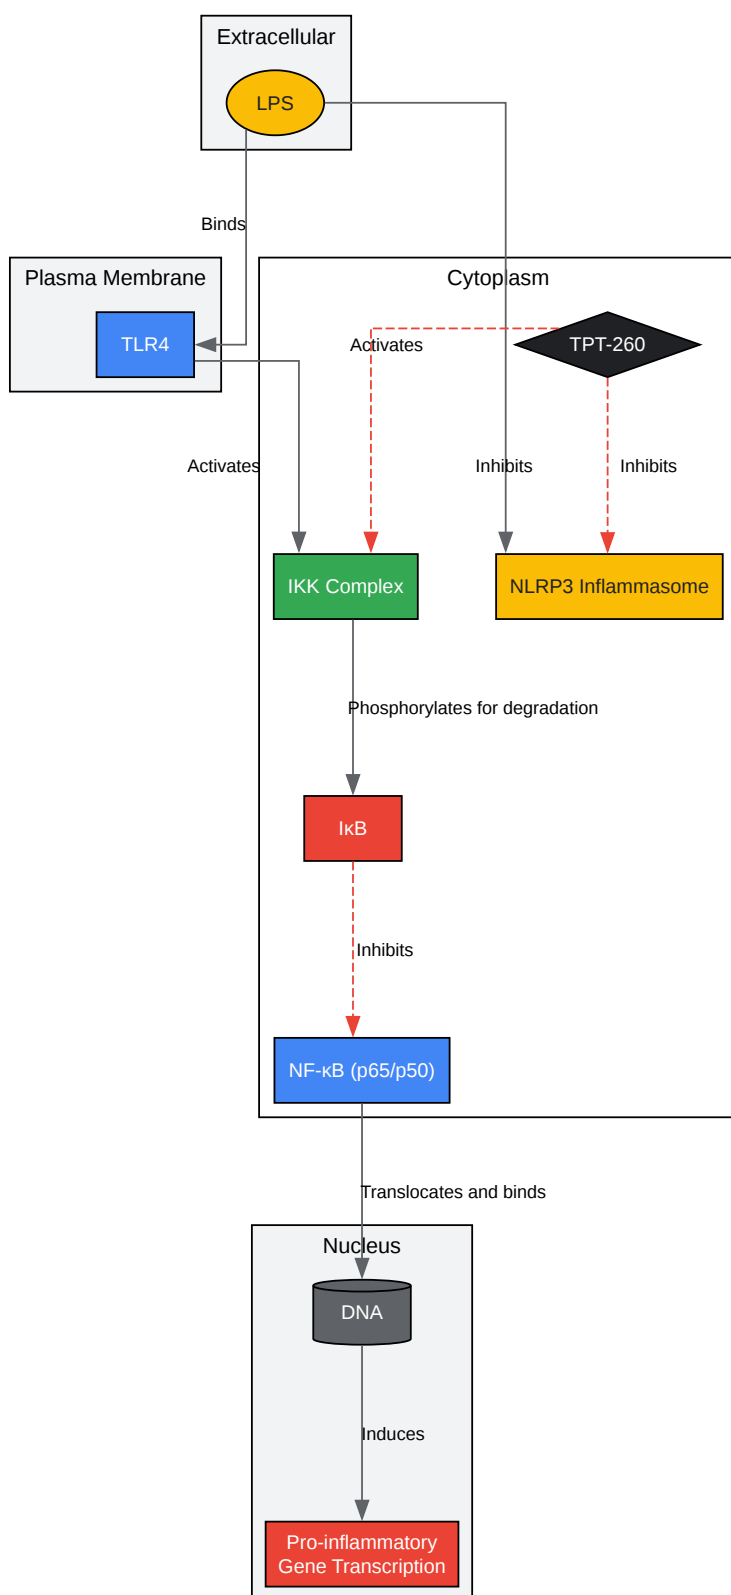 Extracellular
LPS
Binds
Plasma Membrane
TLR4
Cytoplasm
TPT-260
Activates
Activates
Inhibits
Inhibits
IKK Complex
NLRP3 Inflammasome
Phosphorylates for degradation
IκB
Inhibits
NF-κB (p65/p50)
Translocates and binds
Nucleus
DNA
Induces
Pro-inflammatory
Gene Transcription